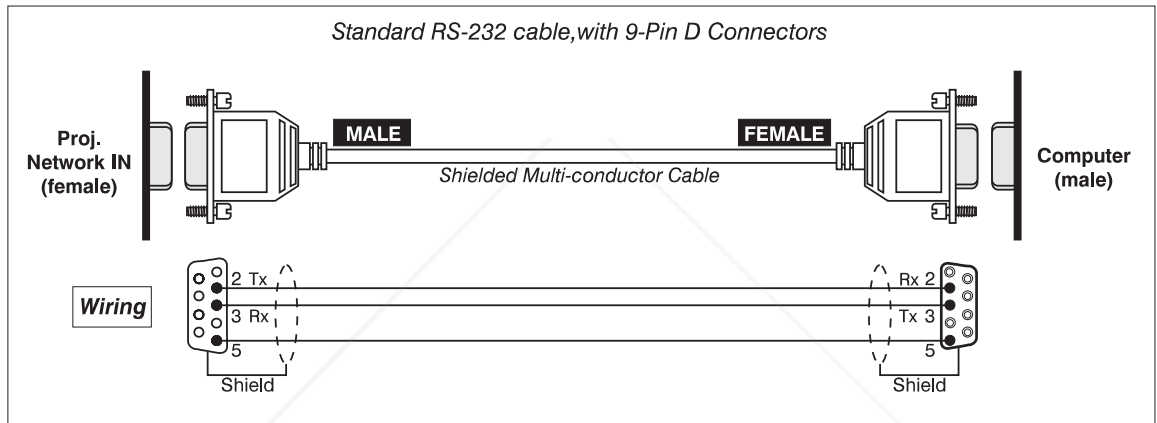 Standard RS-232 cable,with 9-Pin D Connectors
MALE
FEMALE
Proj.
Network IN
(female)
Computer
(male)
Shielded Multi-conductor Cable
Wiring
2 Tx
Rx 2
3 Rx
Tx 3
5
5
Shield
Shield